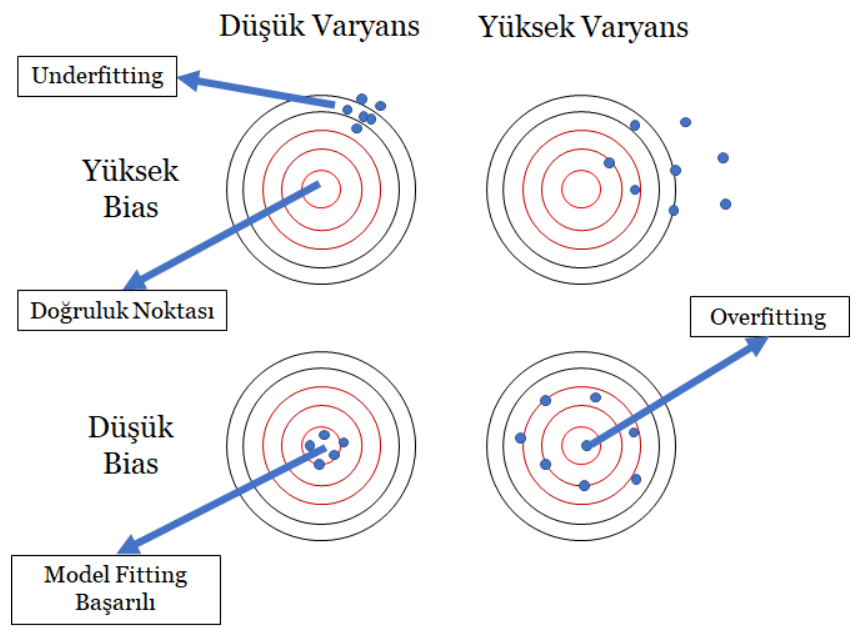 Düşük Varyans
Yüksek Varyans
Underfitting
Yüksek
Bias
Doğruluk Noktası
Overfitting
Düşük
Bias
Model Fitting
Başarılı